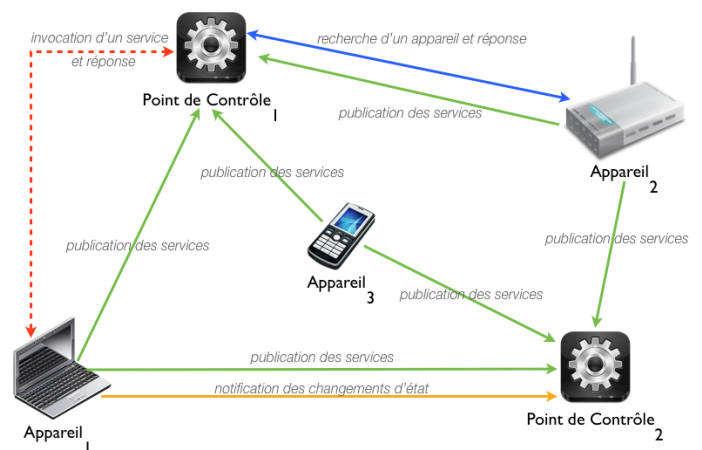 invocation d'un service
et réponse
recherche d'un appareil et réponse
Point de Contrôle
1
publication des services
Appareil
2
publication des services
publication des services
publication des services
Appareil
3
publication des services
publication des services
notification des changements d'état
Point de Contrôle
2
Appareil
1